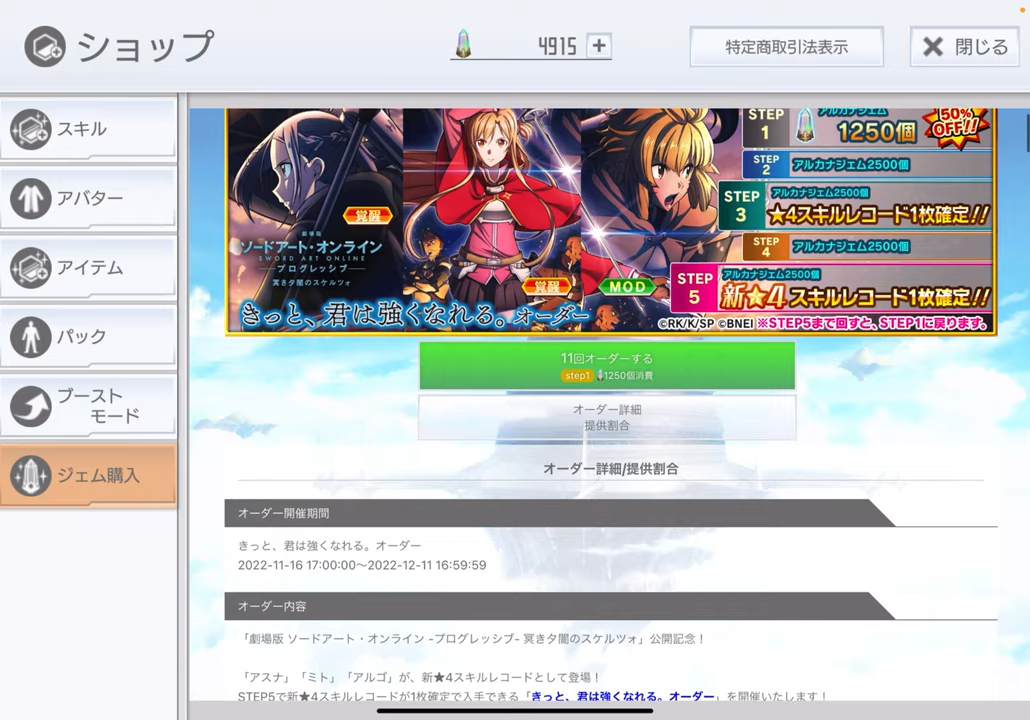 ショップ
4915
特定商取引法表示
閉じる
スキル
アバター
アイテム
パック
ブースト
モード
ジェム購入
STEP
1
アルカナジェム
1250個
50%
OFF!!
STEP
2
アルカナジェム2500個
STEP
3
アルカナジェム2500個
★4スキルレコード1枚確定!!
STEP
4
アルカナジェム2500個
STEP
5
アルカナジェム2500個
新★4スキルレコード1枚確定!!
覚醒
覚醒
MOD
劇場版
ソードアート・オンライン
SWORD ART ONLINE
プログレッシブ
冥き夕闇のスケルツォ
きっと、君は強くなれる。オーダー
©RK/K/SP ©BNEI ※STEP5まで回すと、STEP1に戻ります。
11回オーダーする
step1 1250個消費
オーダー詳細
提供割合
オーダー詳細/提供割合
オーダー開催期間
きっと、君は強くなれる。オーダー
2022-11-16 17:00:00～2022-12-11 16:59:59
オーダー内容
「劇場版 ソードアート・オンライン -プログレッシブ- 冥き夕闇のスケルツォ」公開記念！
「アスナ」「ミト」「アルゴ」が、新★4スキルレコードとして登場！
STEP5で新★4スキルレコードが1枚確定で入手できる「きっと、君は強くなれる。オーダー」を開催いたします！